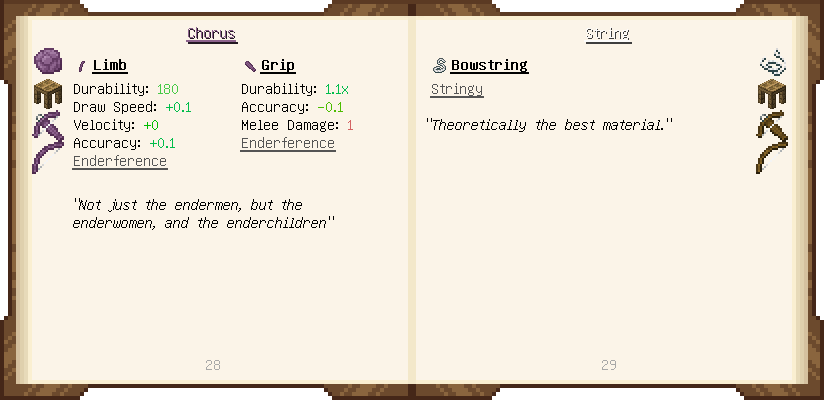 Chorus
Limb
Durability: 180
Draw Speed: +0.1
Velocity: +0
Accuracy: +0.1
Enderference
Grip
Durability: 1.1x
Accuracy: -0.1
Melee Damage: 1
Enderference
"Not just the endermen, but the
enderwomen, and the enderchildren"
28
String
Bowstring
Stringy
"Theoretically the best material."
29